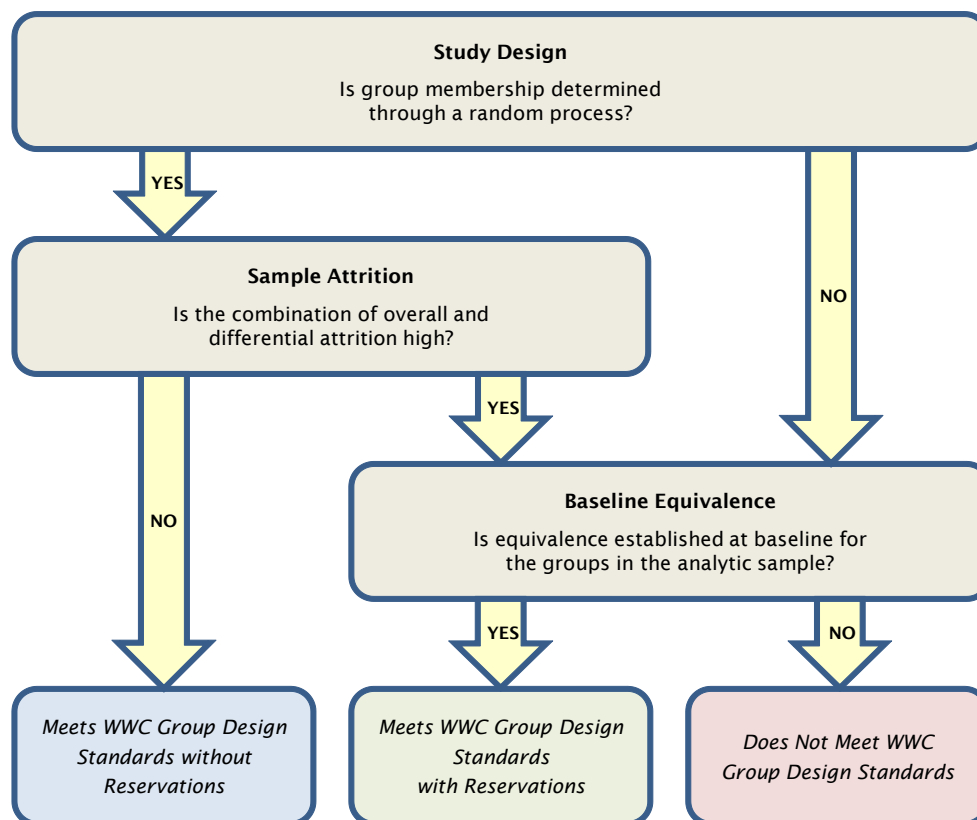 Study Design
Is group membership determined
through a random process?
YES
NO
Sample Attrition
Is the combination of overall and
differential attrition high?
NO
YES
Baseline Equivalence
Is equivalence established at baseline for
the groups in the analytic sample?
YES
NO
Meets WWC Group Design
Standards without
Reservations
Meets WWC Group Design
Standards
with Reservations
Does Not Meet WWC
Group Design Standards